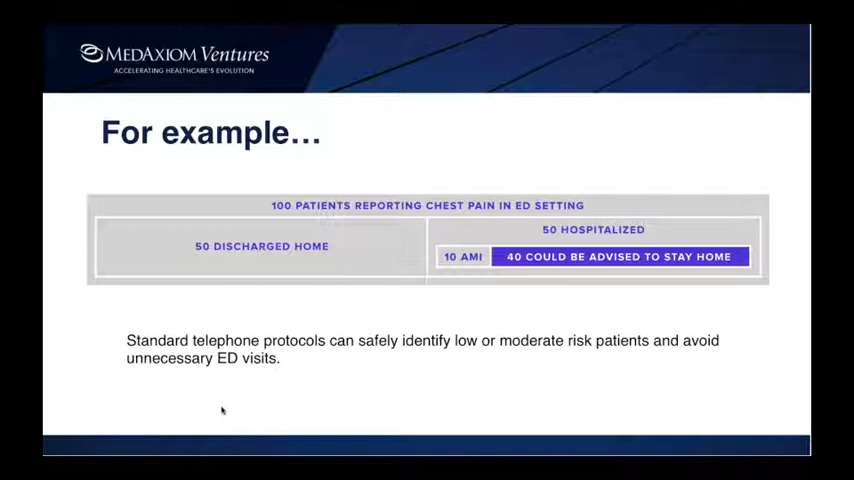 MEDAXIOM Ventures
ACCELERATING HEALTHCARE'S EVOLUTION
For example...
100 PATIENTS REPORTING CHEST PAIN IN ED SETTING
50 DISCHARGED HOME
50 HOSPITALIZED
10 AMI
40 COULD BE ADVISED TO STAY HOME
Standard telephone protocols can safely identify low or moderate risk patients and avoid
unnecessary ED visits.